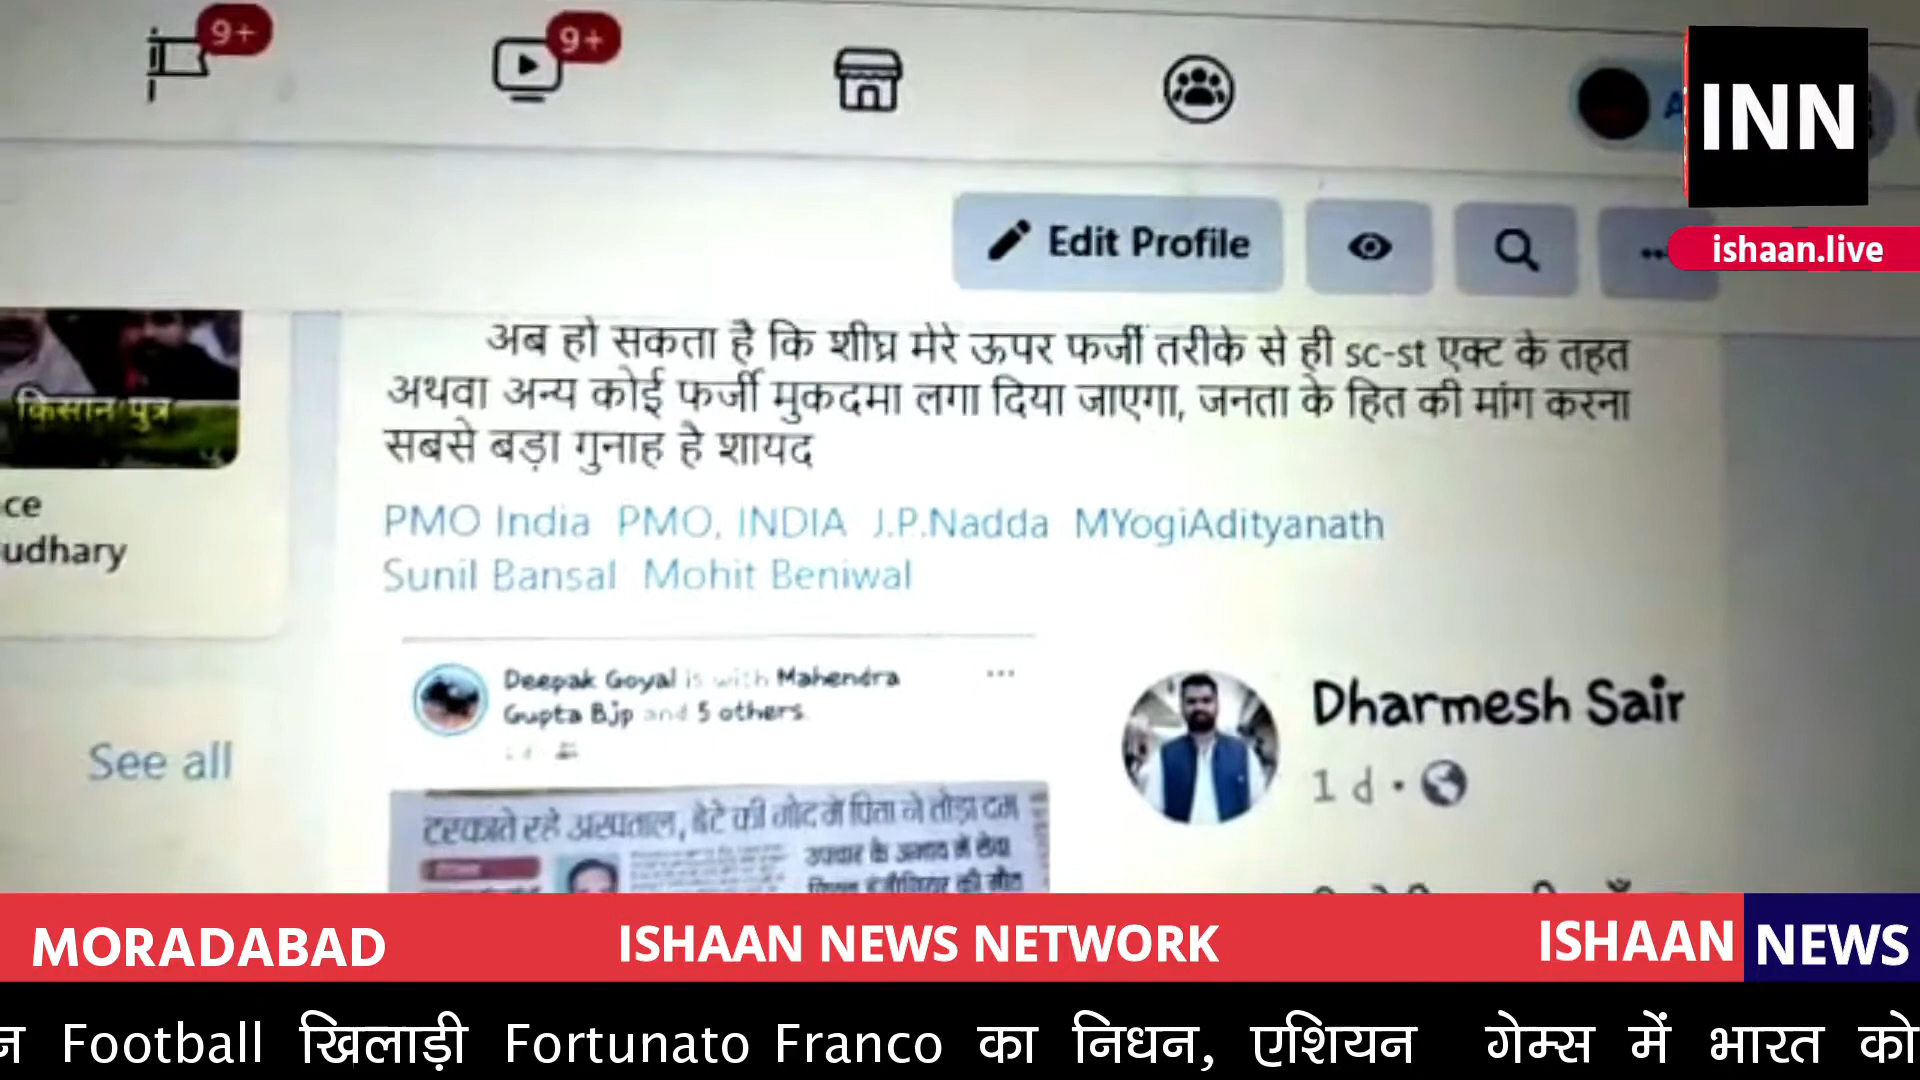 9+
9+
INN
ishaan.live
Edit Profile
अब हो सकता है कि शीघ्र मेरे ऊपर फर्जी तरीके से ही sc-st एक्ट के तहत
अथवा अन्य कोई फर्जी मुकदमा लगा दिया जाएगा, जनता के हित की मांग करना
सबसे बड़ा गुनाह है शायद
किसान पुत्र
ce
udhary
PMO India PMO, INDIA J.P.Nadda MYogiAdityanath
Sunil Bansal Mohit Beniwal
Deepak Goyal is with Mahendra
Gupta Bjp and 5 others.
Dharmesh Sair
1 d
See all
टरकाते रहे अस्पताल, बेटे की गोद में पिता ने तोड़ा दम
उपचार के अभाव में सेवा
MORADABAD
ISHAAN NEWS NETWORK
ISHAAN NEWS
न Football खिलाड़ी Fortunato Franco का निधन, एशियन गेम्स में भारत को